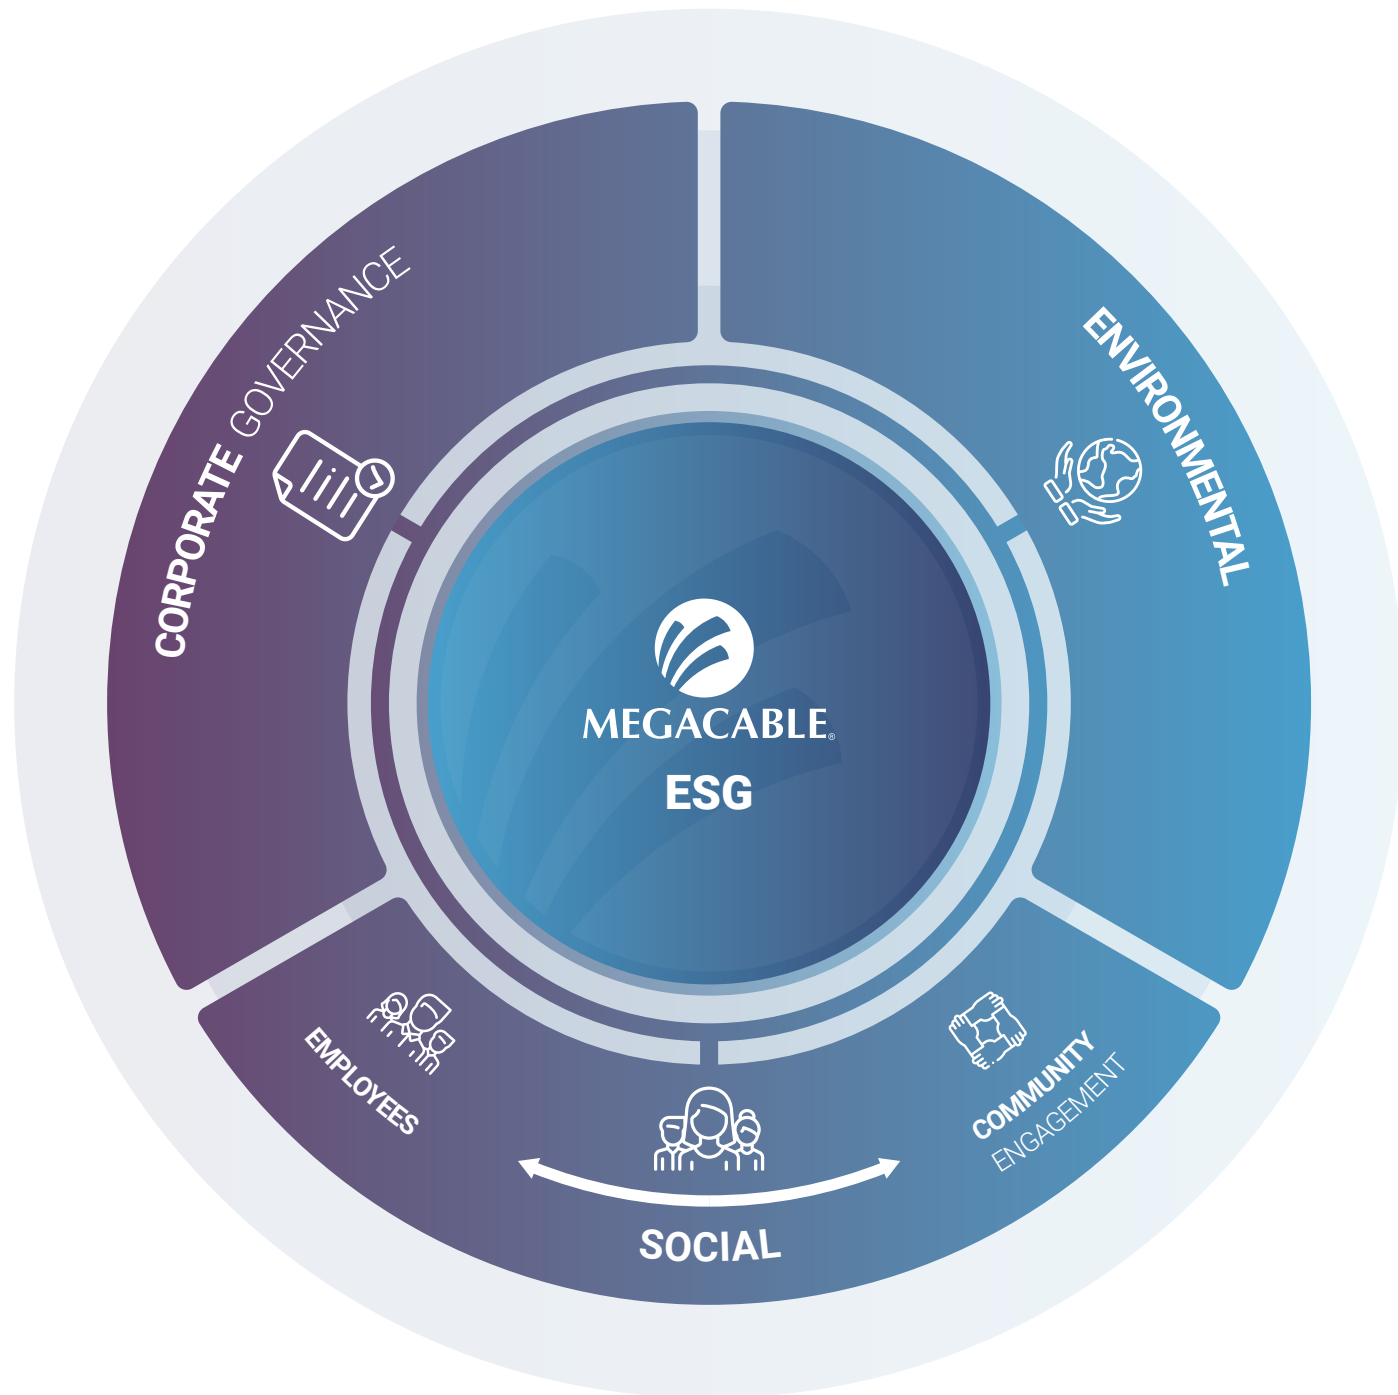 CORPORATE GOVERNANCE
ENVIRONMENTAL
MEGACABLE®
ESG
EMPLOYEES
COMMUNITY
ENGAGEMENT
SOCIAL